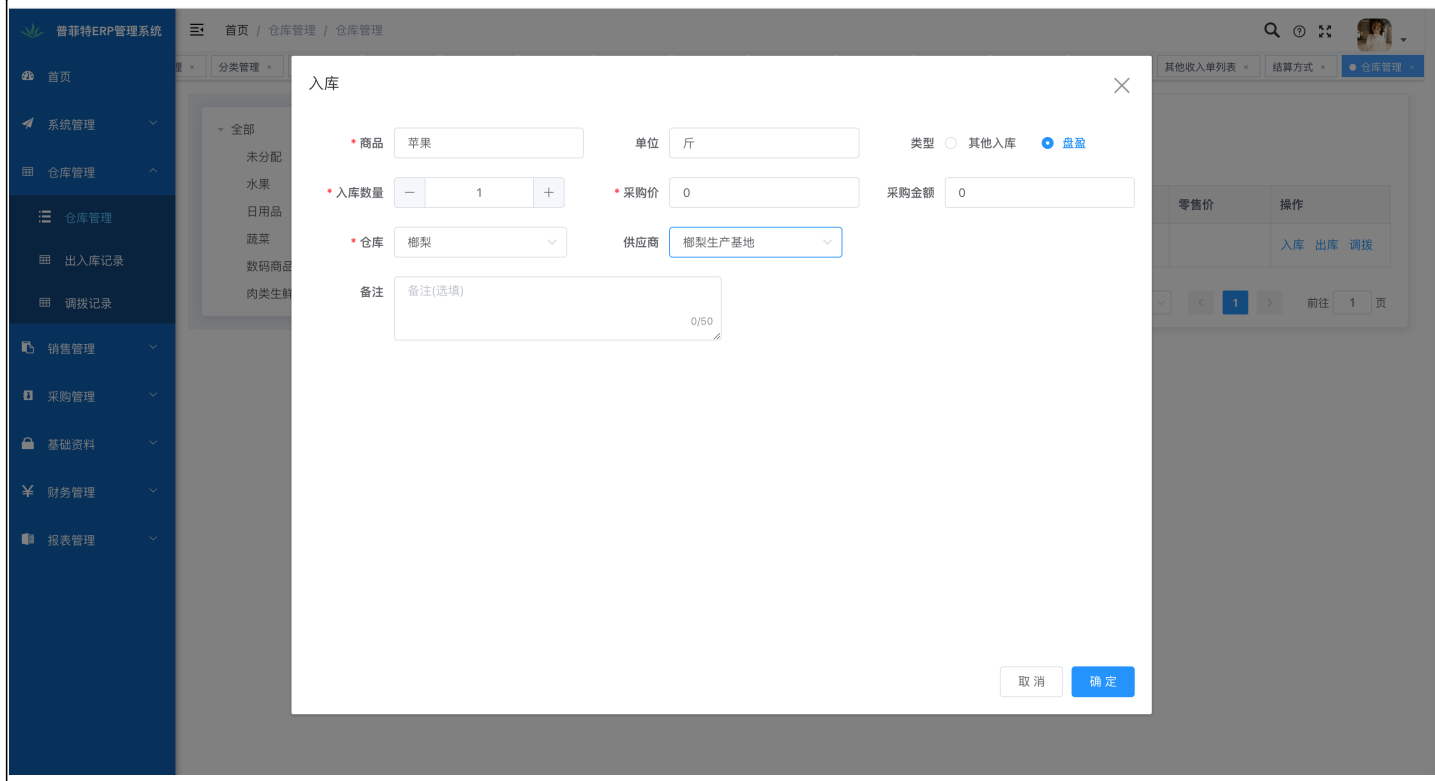 普菲特ERP管理系统
首页 / 仓库管理 / 仓库管理
首页
系统管理
仓库管理
仓库管理
出入库记录
调拨记录
销售管理
采购管理
基础资料
财务管理
报表管理
理 × 分类管理 × 其他收入单列表 × 结算方式 × 仓库管理 ×
全部
未分配
水果
日用品
蔬菜
数码商品
肉类生鲜
入库
* 商品 苹果 单位 斤 类型 其他入库 盘盈
* 入库数量 − 1 + * 采购价 0 采购金额 0
* 仓库 榔梨 供应商 榔梨生产基地
备注 备注(选填)
0/50
取 消 确 定
零售价 操作
入库 出库 调拨
< 1 > 前往 1 页